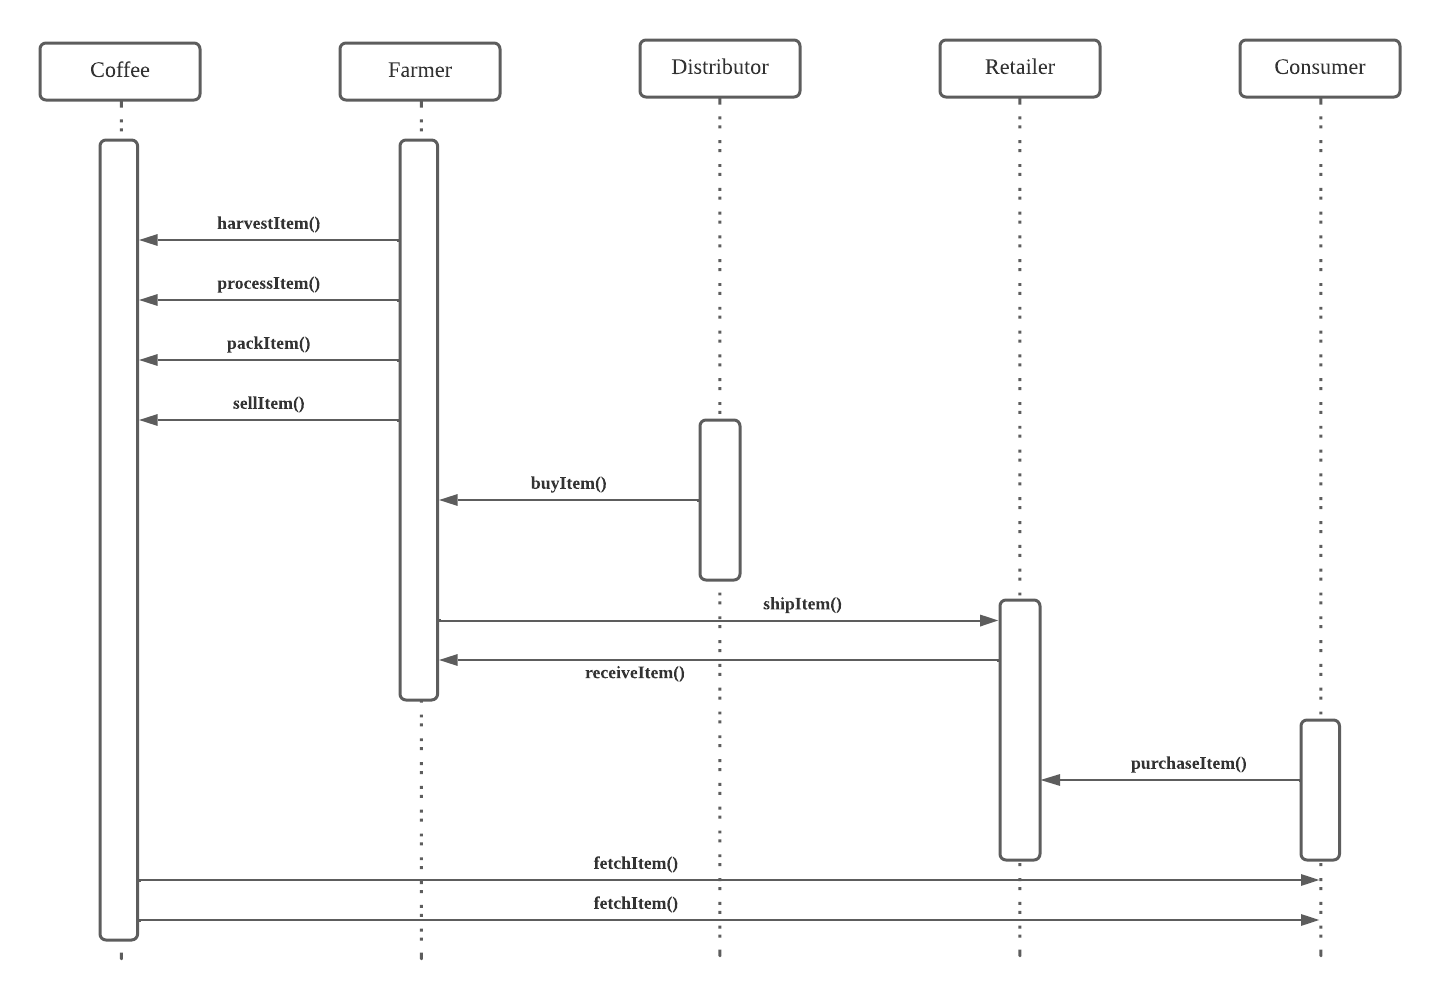 Coffee
Farmer
Distributor
Retailer
Consumer
harvestItem()
processItem()
packItem()
sellItem()
buyItem()
shipItem()
receiveItem()
purchaseItem()
fetchItem()
fetchItem()